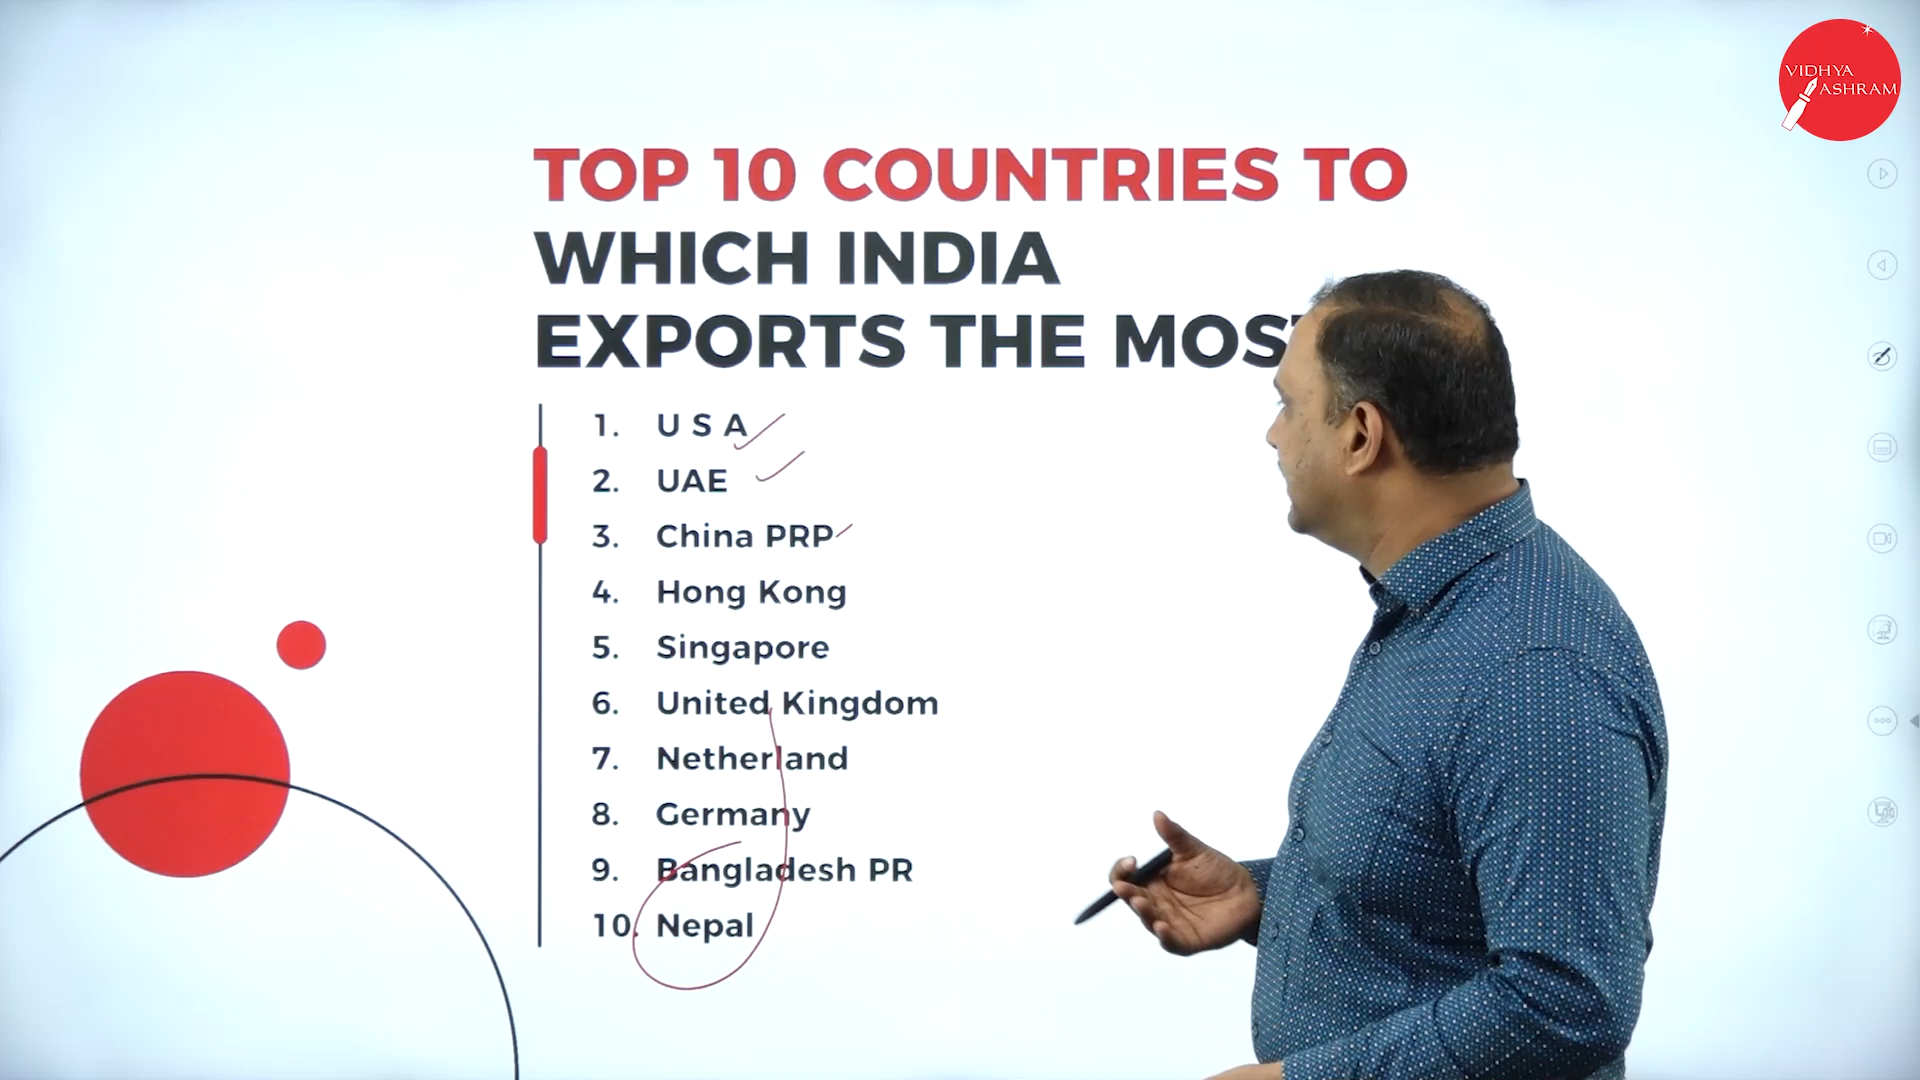 VIDHYA
ASHRAM
TOP 10 COUNTRIES TO
WHICH INDIA
EXPORTS THE MOST
1. U S A
2. UAE
3. China PRP
4. Hong Kong
5. Singapore
6. United Kingdom
7. Netherland
8. Germany
9. Bangladesh PR
10. Nepal